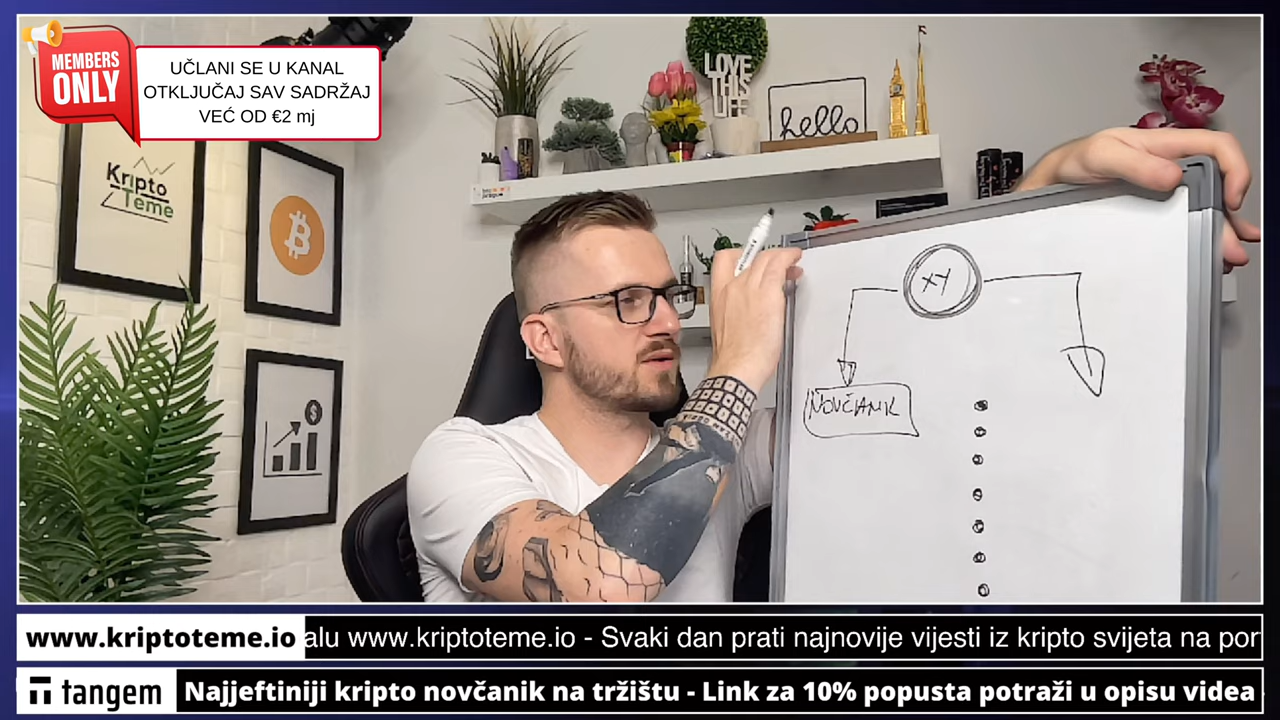 MEMBERS
ONLY
UČLANI SE U KANAL
OTKLJUČAJ SAV SADRŽAJ
VEĆ OD €2 mj
LOVE
THIS
LIFE
hello
Kripto
Teme
XY
NOVČANIK
www.kriptoteme.io
alu www.kriptoteme.io - Svaki dan prati najnovije vijesti iz kripto svijeta na por
tangem
Najjeftiniji kripto novčanik na tržištu - Link za 10% popusta potraži u opisu videa